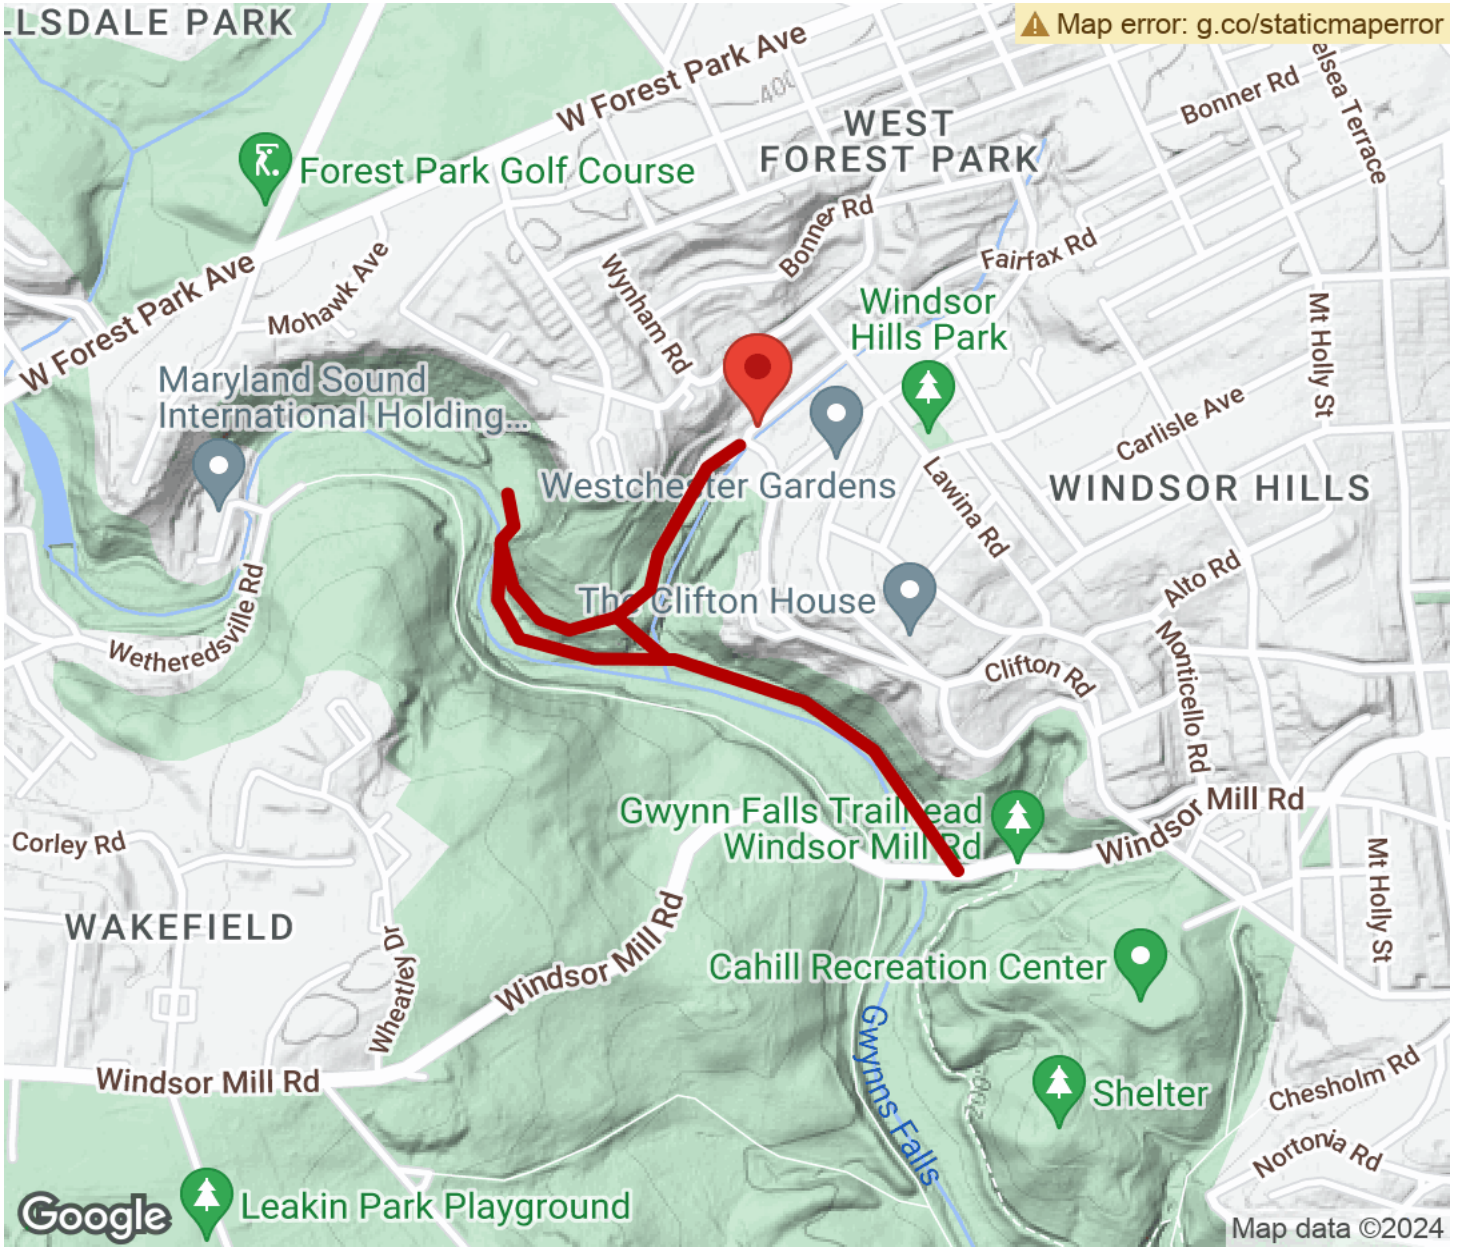 LLSDALE PARK
Map error: g.co/staticmaperror
W Forest Park Ave
400
elsea Terrace
Bonner Rd
WEST
FOREST PARK
Forest Park Golf Course
Bonner Rd
Fairfax Rd
Mohawk Ave
Wynham Rd
W Forest Park Ave
Windsor
Hills Park
Mt Holly St
Maryland Sound
International Holding...
Carlisle Ave
Westchester Gardens
Lawina Rd
WINDSOR HILLS
Wetheredsville Rd
The Clifton House
Alto Rd
Clifton Rd
Monticello Rd
Gwynn Falls Trailhead
Windsor Mill Rd
Windsor Mill Rd
Corley Rd
Mt Holly St
WAKEFIELD
Wheatley Dr
Windsor Mill Rd
Cahill Recreation Center
Gwynns Falls
200
Windsor Mill Rd
Shelter
Chesholm Rd
Nortonia Rd
Leakin Park Playground
Google
Map data ©2024